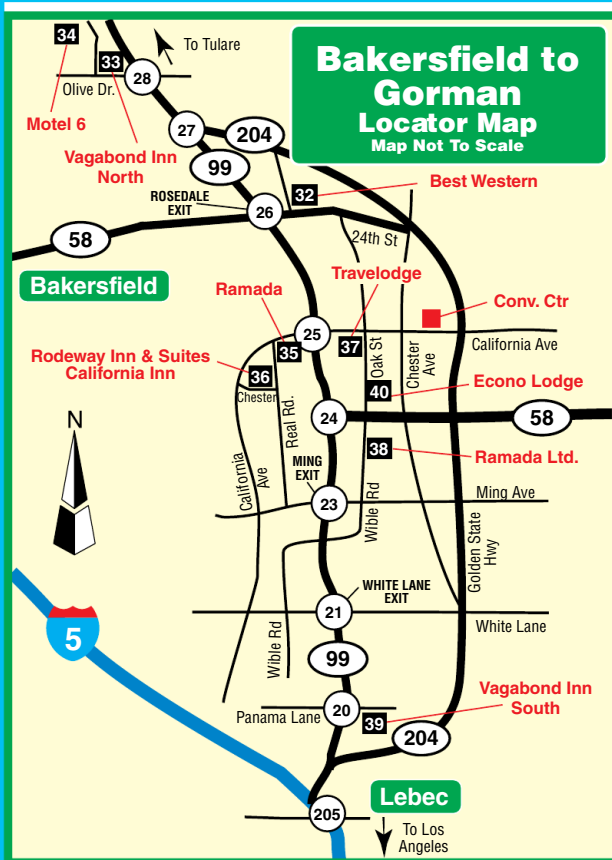 34
To Tulare
33
Olive Dr.
28
Motel 6
Vagabond Inn
North
27
204
99
Bakersfield to
Gorman
Locator Map
Map Not To Scale
ROSEDALE
EXIT
26
32
Best Western
58
24th St
Bakersfield
Travelodge
Ramada
Conv. Ctr
25
35
37
Oak St
Chester
Ave
California Ave
Rodeway Inn & Suites
California Inn
36
Chester
Real Rd.
40
Econo Lodge
24
58
N
California
Ave
MING
EXIT
38
Ramada Ltd.
23
Wible Rd
Ming Ave
Golden State
Hwy
WHITE LANE
EXIT
21
White Lane
5
Wible Rd
99
Vagabond Inn
South
Panama Lane
20
39
204
Lebec
205
To Los
Angeles